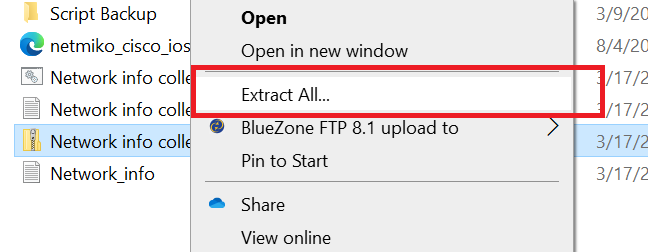 Script Backup
3/9/20
Open
netmiko_cisco_ios
8/4/20
Open in new window
Network info colle
3/17/2
Extract All...
Network info colle
3/17/2
BlueZone FTP 8.1 upload to
Network info colle
3/17/2
Pin to Start
Network_info
3/17/2
Share
View online